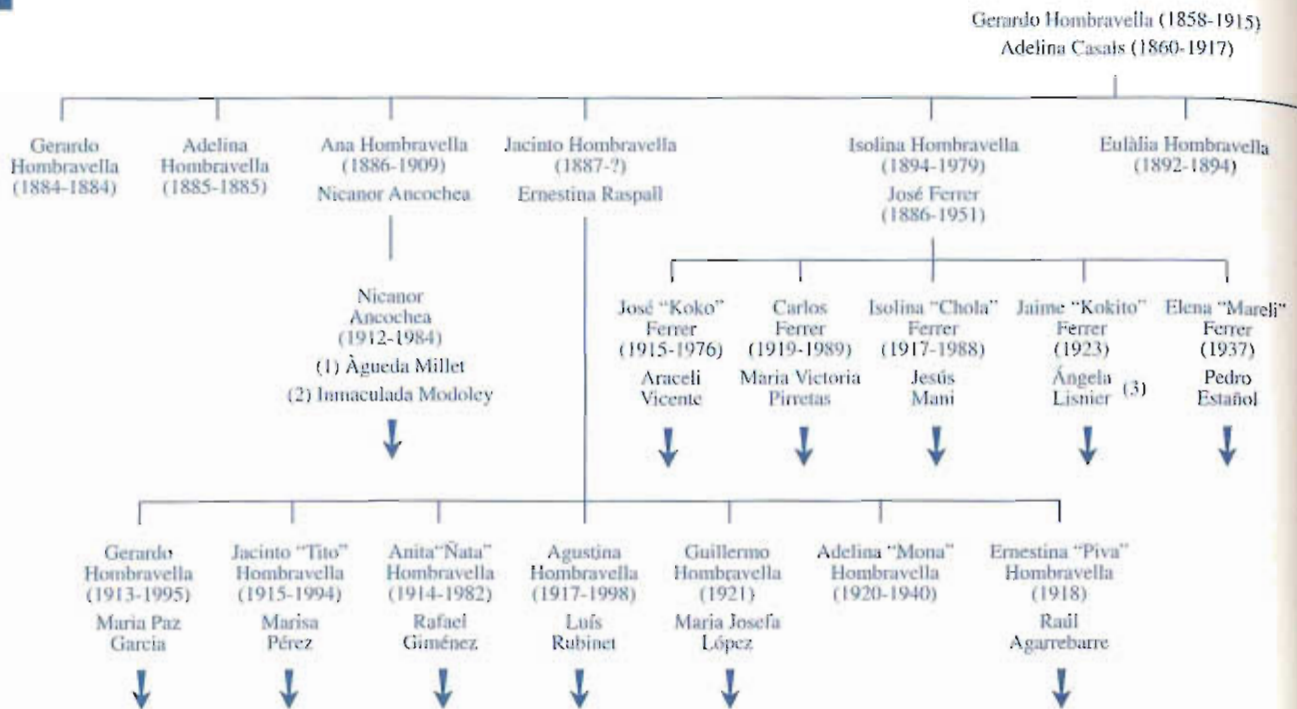 Gerardo Hombravella (1858-1915)
Adelina Casals (1860-1917)
Gerardo
Hombravella
(1884-1884)
Adelina
Hombravella
(1885-1885)
Ana Hombravella
(1886-1909)
Nicanor Ancochea
Jacinto Hombravella
(1887-?)
Ernestina Raspall
Isolina Hombravella
(1894-1979)
José Ferrer
(1886-1951)
Eulàlia Hombravella
(1892-1894)
Nicanor
Ancochea
(1912-1984)
(1) Àgueda Millet
(2) Inmaculada Modoley
José "Koko"
Ferrer
(1915-1976)
Araceli
Vicente
Carlos
Ferrer
(1919-1989)
Maria Victoria
Pirretas
Isolina "Chola"
Ferrer
(1917-1988)
Jesús
Mani
Jaime "Kokito"
Ferrer
(1923)
Ángela
Lisnier (3)
Elena "Mareli"
Ferrer
(1937)
Pedro
Estañol
Gerardo
Hombravella
(1913-1995)
Maria Paz
Garcia
Jacinto "Tito"
Hombravella
(1915-1994)
Marisa
Pérez
Anita"Ñata"
Hombravella
(1914-1982)
Rafael
Giménez
Agustina
Hombravella
(1917-1998)
Luís
Rubinet
Guillermo
Hombravella
(1921)
Maria Josefa
López
Adelina "Mona"
Hombravella
(1920-1940)
Ernestina "Piva"
Hombravella
(1918)
Raúl
Agarrebarre